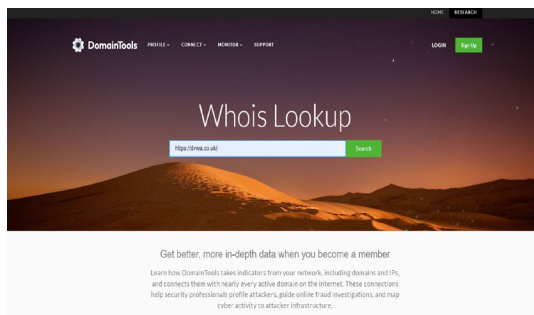 HOME RESEARCH
DomainTools PROFILE CONNECT MONITOR SUPPORT LOGIN Sign Up
Whois Lookup
https://dvwa.co.uk/ Search
Get better, more in-depth data when you become a member
Learn how DomainTools takes indicators from your network, including domains and IPs,
and connects them with nearly every active domain on the internet. These connections
help security professionals profile attackers, guide online fraud investigations, and map
cyber activity to attacker infrastructure.